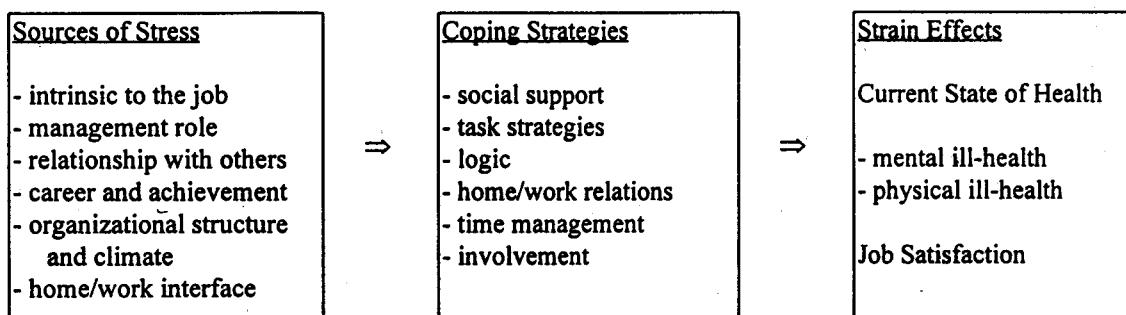 Sources of Stress
- intrinsic to the job
- management role
- relationship with others
- career and achievement
- organizational structure
and climate
- home/work interface
⇒
Coping Strategies
- social support
- task strategies
- logic
- home/work relations
- time management
- involvement
⇒
Strain Effects
Current State of Health
- mental ill-health
- physical ill-health
Job Satisfaction